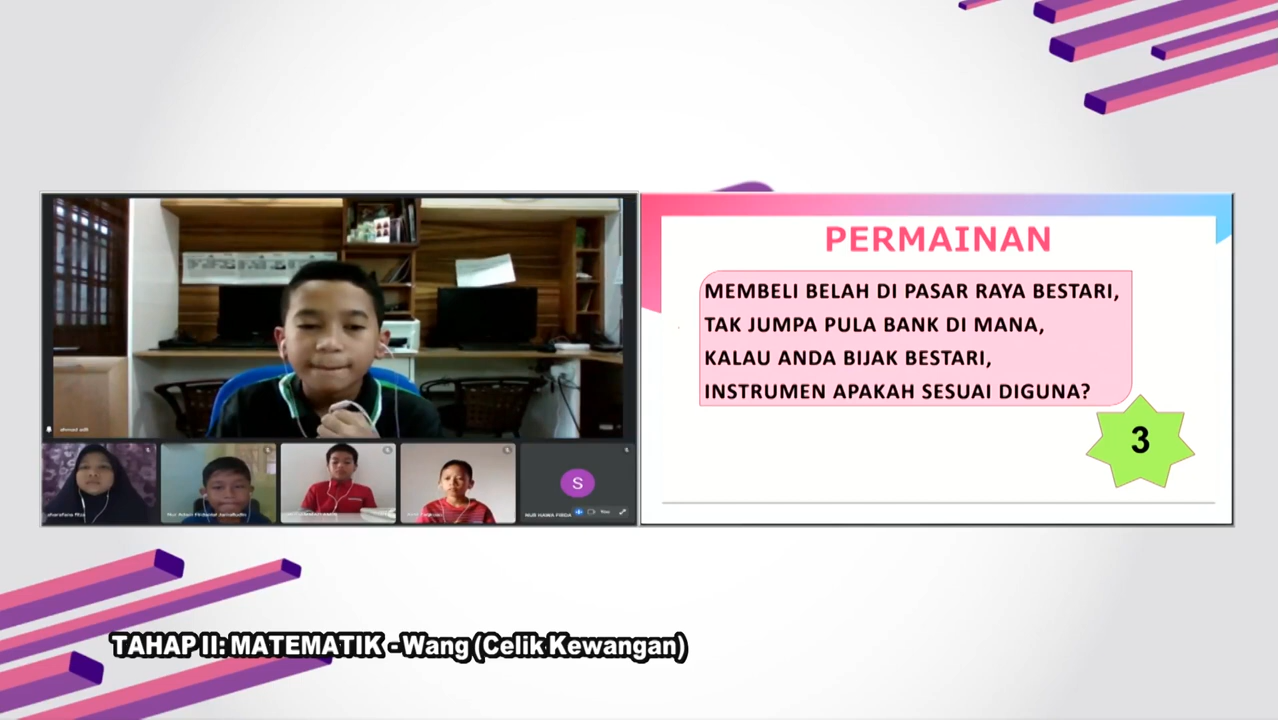 PERMAINAN
MEMBELI BELAH DI PASAR RAYA BESTARI,
TAK JUMPA PULA BANK DI MANA,
KALAU ANDA BIJAK BESTARI,
INSTRUMEN APAKAH SESUAI DIGUNA?
3
S
You
TAHAP II: MATEMATIK - Wang (Celik Kewangan)